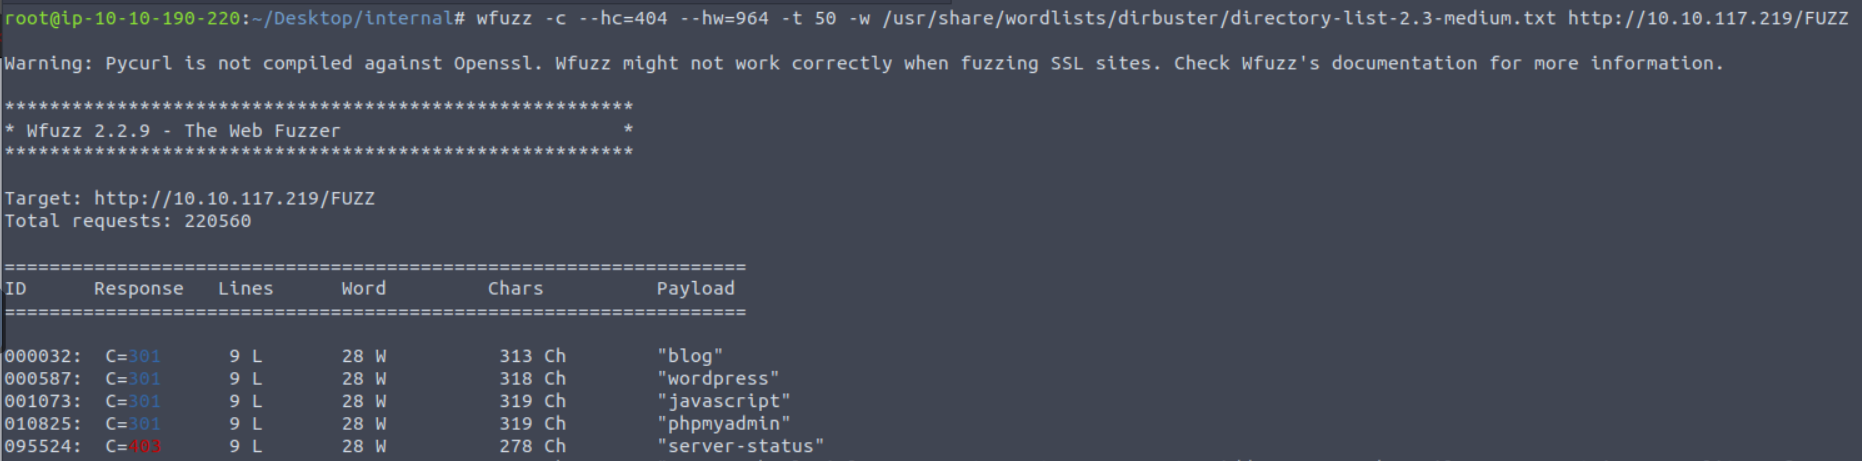 root@ip-10-10-190-220:~/Desktop/internal# wfuzz -c --hc=404 --hw=964 -t 50 -w /usr/share/wordlists/dirbuster/directory-list-2.3-medium.txt http://10.10.117.219/FUZZ
Warning: Pycurl is not compiled against Openssl. Wfuzz might not work correctly when fuzzing SSL sites. Check Wfuzz's documentation for more information.
********************************************************
* Wfuzz 2.2.9 - The Web Fuzzer                         *
********************************************************
Target: http://10.10.117.219/FUZZ
Total requests: 220560
==================================================================
ID      Response   Lines      Word         Chars          Payload
==================================================================
000032:  C=301      9 L       28 W          313 Ch        "blog"
000587:  C=301      9 L       28 W          318 Ch        "wordpress"
001073:  C=301      9 L       28 W          319 Ch        "javascript"
010825:  C=301      9 L       28 W          319 Ch        "phpmyadmin"
095524:  C=403      9 L       28 W          278 Ch        "server-status"